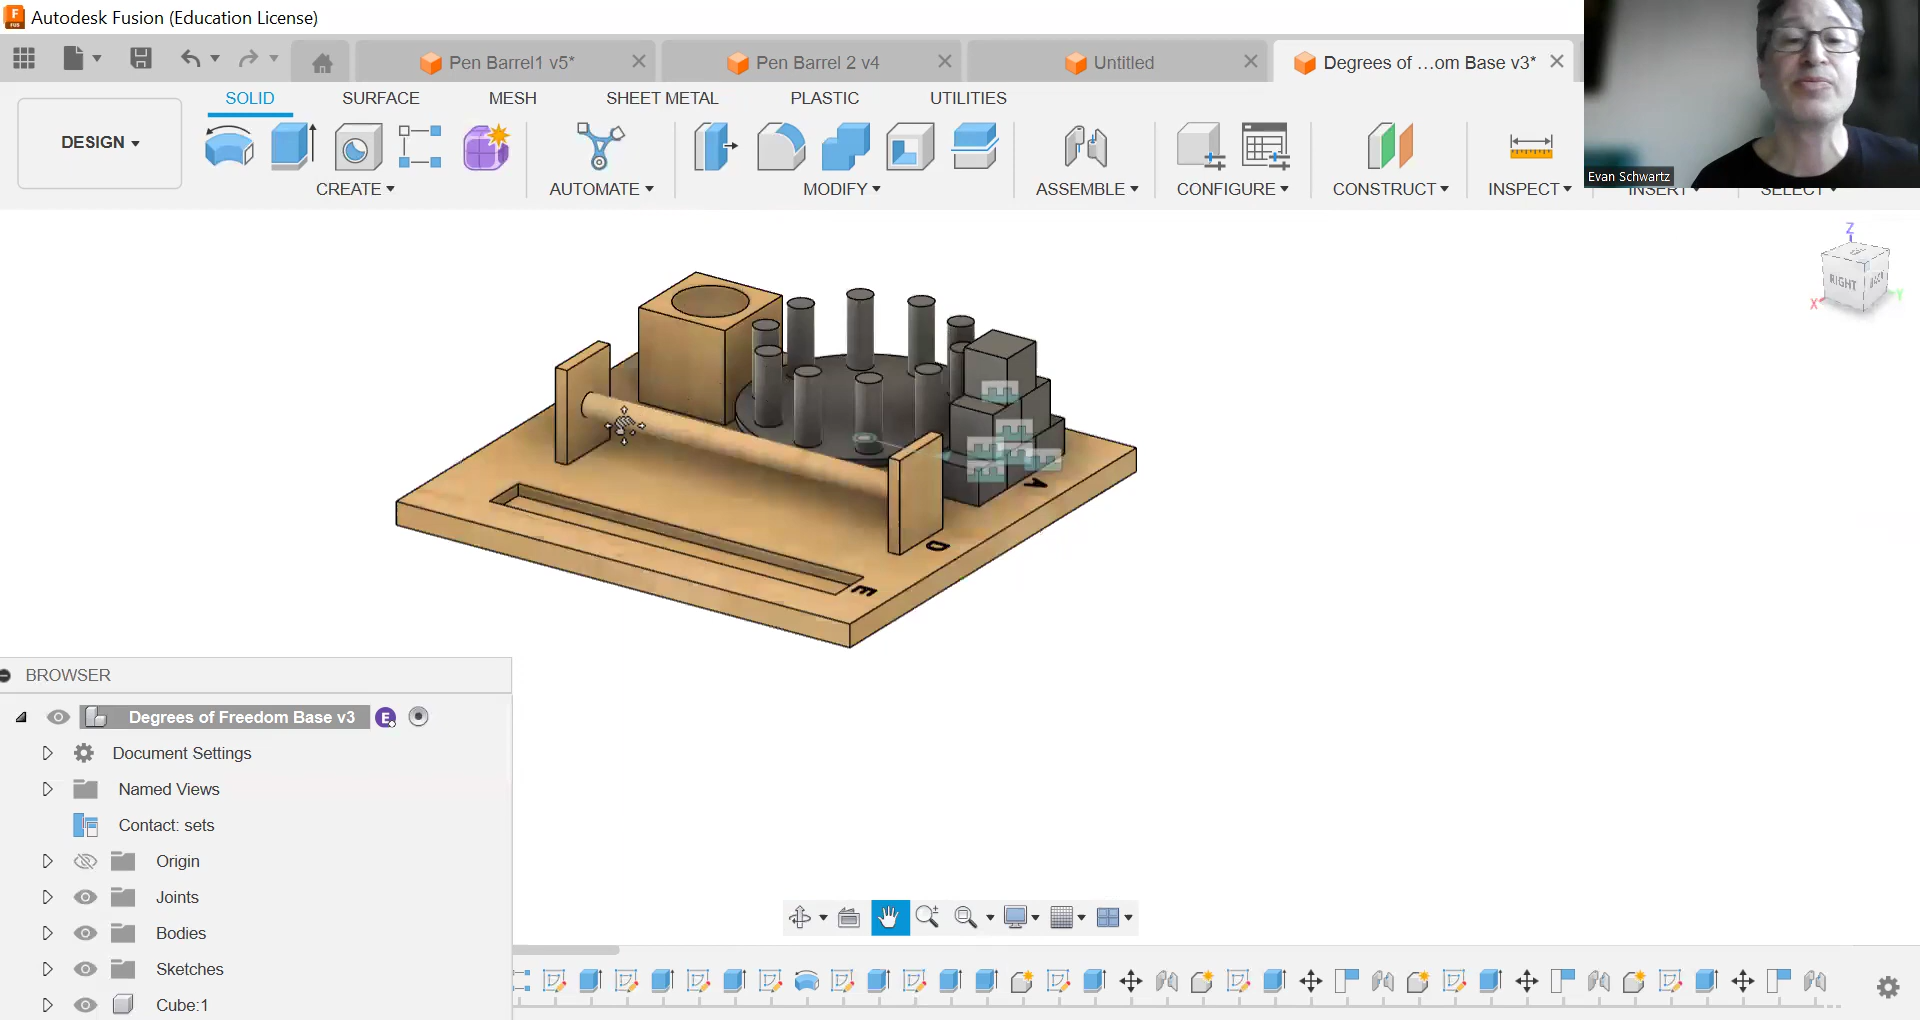 Autodesk Fusion (Education License)
Pen Barrel1 v5*
Pen Barrel 2 v4
Untitled
Degrees of ...om Base v3*
SOLID
SURFACE
MESH
SHEET METAL
PLASTIC
UTILITIES
DESIGN
CREATE
AUTOMATE
MODIFY
ASSEMBLE
CONFIGURE
CONSTRUCT
INSPECT
INSERT
SELECT
Evan Schwartz
Z
RIGHT
X
Y
A
D
E
BROWSER
Degrees of Freedom Base v3
E
Document Settings
Named Views
Contact: sets
Origin
Joints
Bodies
Sketches
Cube:1